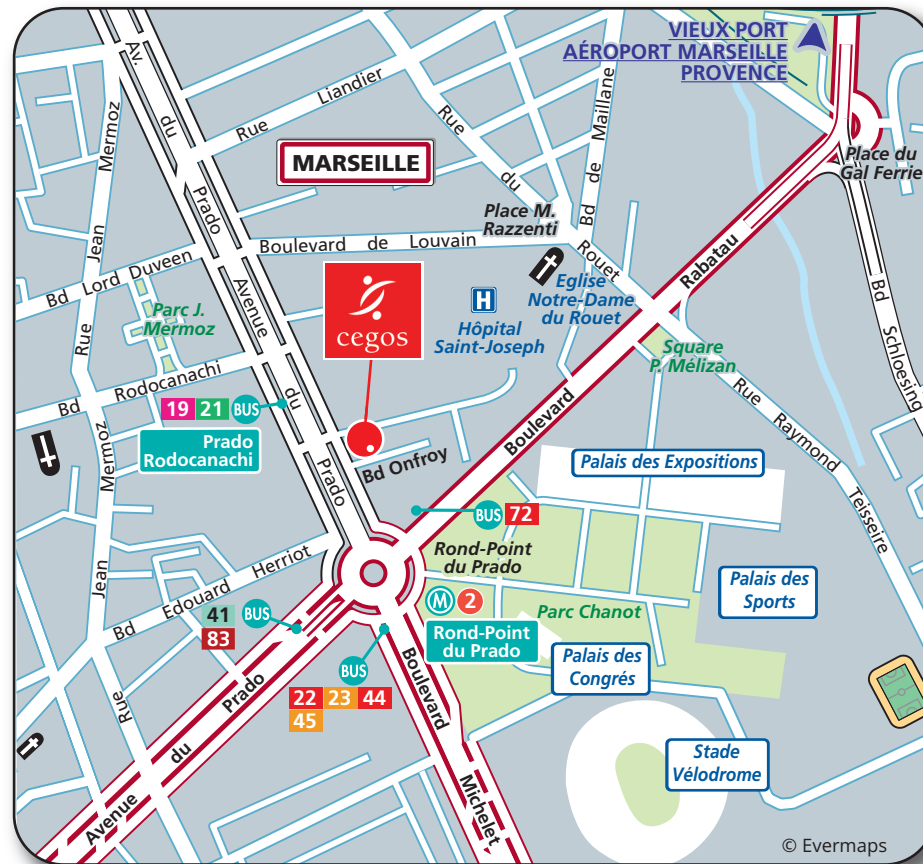 VIEUX PORT
AÉROPORT MARSEILLE
PROVENCE
Av. du Prado
Rue Liandier
Rue Jean Mermoz
MARSEILLE
Rue du Rouet
Bd de Maillane
Place du
Gal Ferrie
Place M.
Razzenti
Boulevard de Louvain
Bd Lord Duveen
Parc J.
Mermoz
Avenue du Prado
cegos
H
Hôpital
Saint-Joseph
Eglise
Notre-Dame
du Rouet
Boulevard Rabatau
Bd Schloesing
Square
P. Mélizan
Rue Raymond Teisseire
Bd Rodocanachi
19 21 BUS
Prado
Rodocanachi
Bd Onfroy
Palais des Expositions
BUS 72
Rond-Point
du Prado
M 2
Rond-Point
du Prado
Parc Chanot
Palais des
Sports
Palais des
Congrés
Bd Edouard Herriot
41 BUS
83
BUS
22 23 44
45
Rue Jean Mermoz
Avenue du Prado
Boulevard Michelet
Stade
Vélodrome
© Evermaps